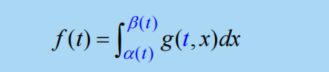 f(t) = ∫_{α(t)}^{β(t)} g(t,x)dx